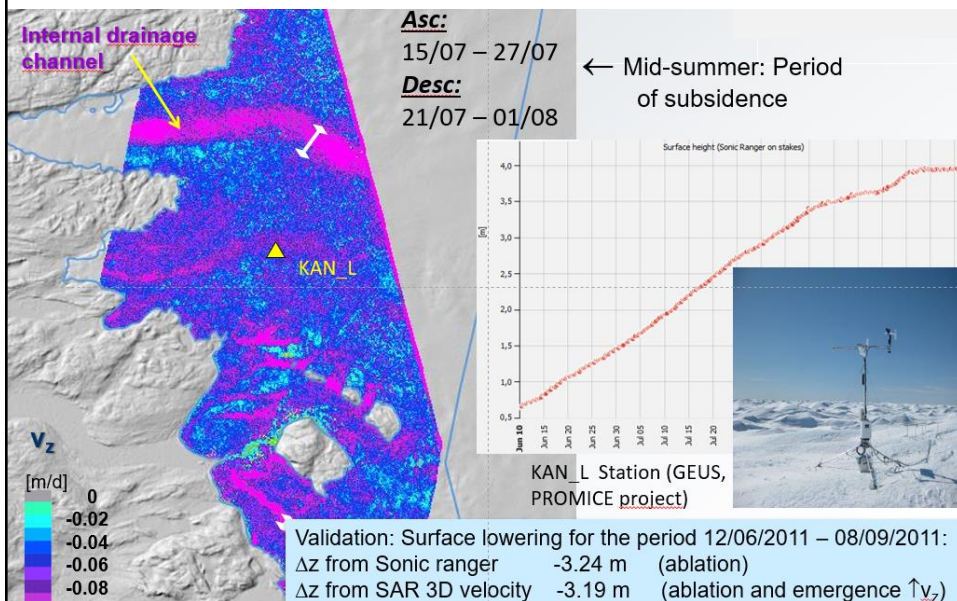 Internal drainage
channel
Asc:
15/07 – 27/07
Desc:
21/07 – 01/08
← Mid-summer: Period
of subsidence
Surface height (Sonic Ranger on stakes)
[m]
4,0
3,5
3,0
2,5
2,0
1,5
1,0
0,5
Jun 10
Jun 15
Jun 20
Jun 25
Jun 30
Jul 05
Jul 10
Jul 15
Jul 20
KAN_L
KAN_L Station (GEUS,
PROMICE project)
Vz
[m/d]
0
-0.02
-0.04
-0.06
-0.08
Validation: Surface lowering for the period 12/06/2011 – 08/09/2011:
Δz from Sonic ranger -3.24 m (ablation)
Δz from SAR 3D velocity -3.19 m (ablation and emergence ↑vz)